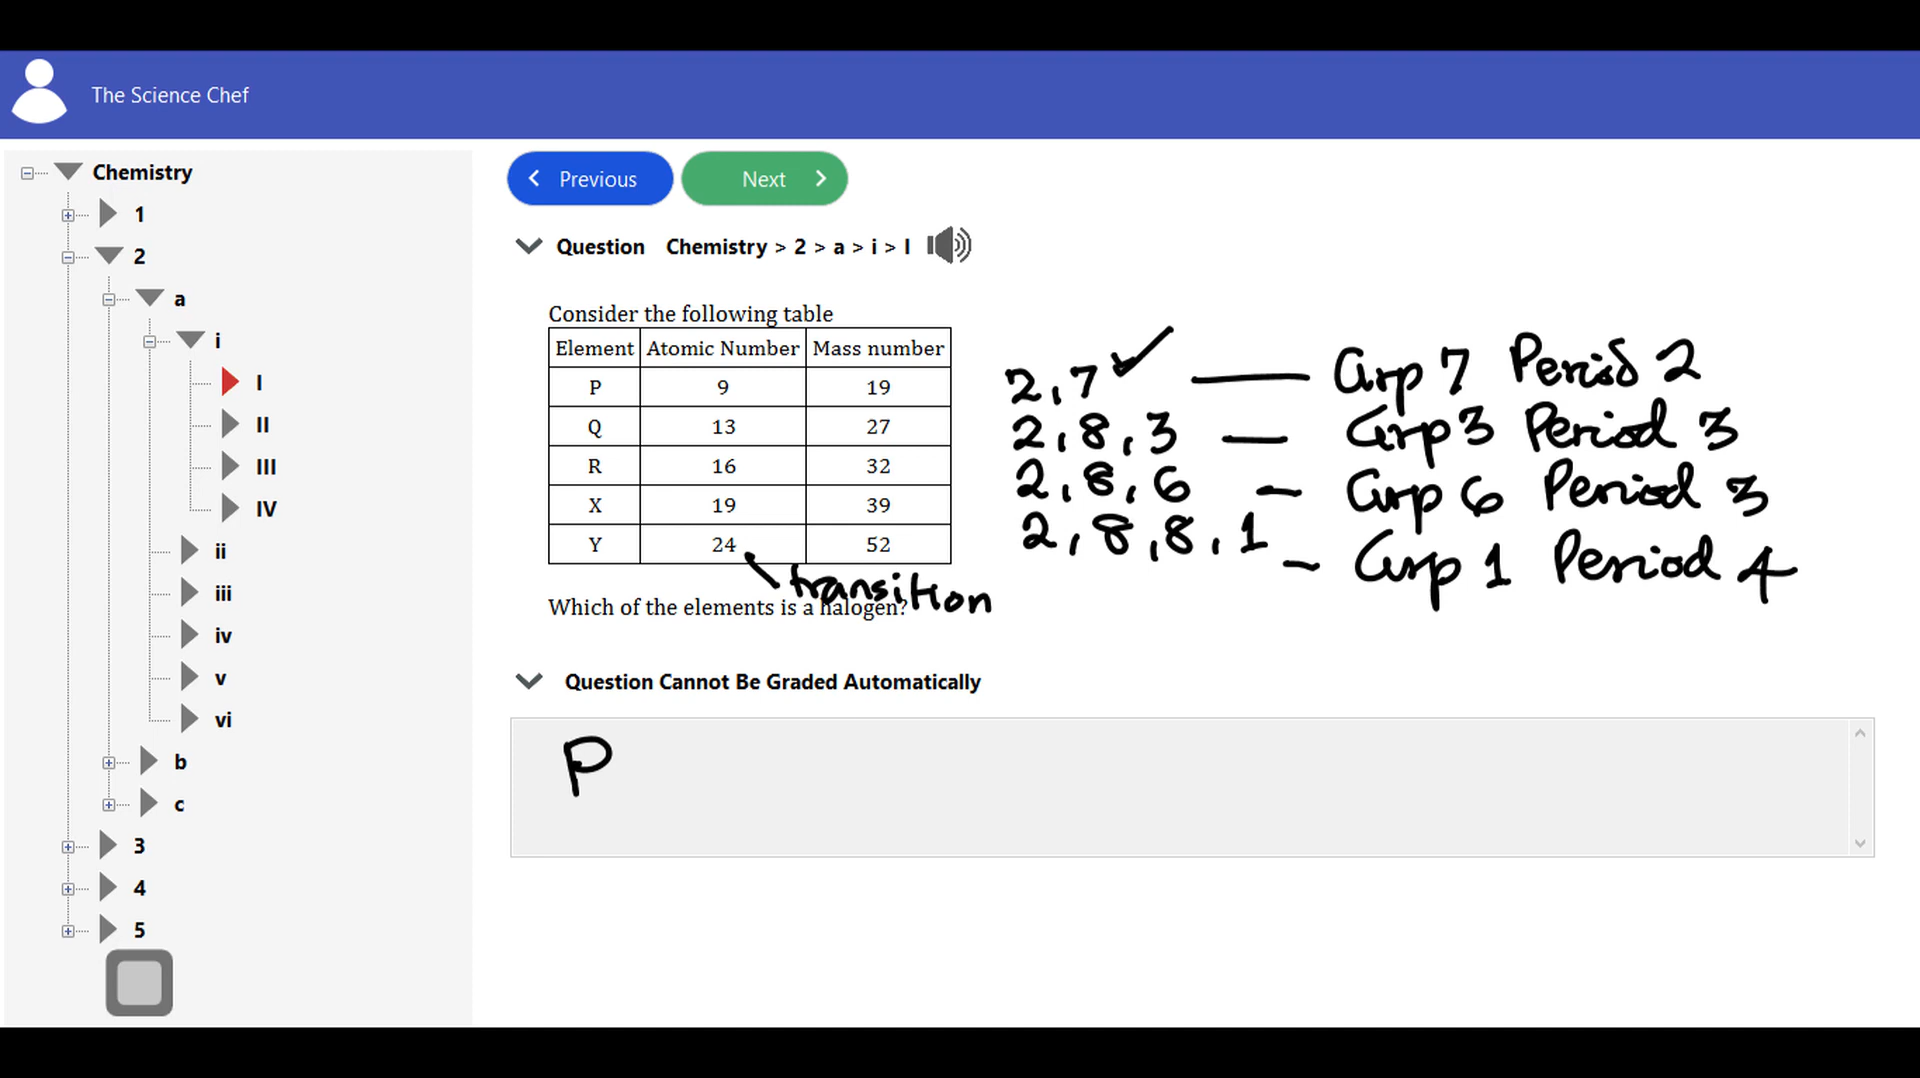 The Science Chef
Chemistry
1
2
a
i
I
II
III
IV
ii
iii
iv
v
vi
b
c
3
4
5
Previous Next
Question Chemistry > 2 > a > i > I
Consider the following table
Element Atomic Number Mass number
P 9 19
Q 13 27
R 16 32
X 19 39
Y 24 52
2,7 — Grp 7 Period 2
2,8,3 — Grp 3 Period 3
2,8,6 — Grp 6 Period 3
2,8,8,1 — Grp 1 Period 4
transition
Which of the elements is a halogen?
Question Cannot Be Graded Automatically
P